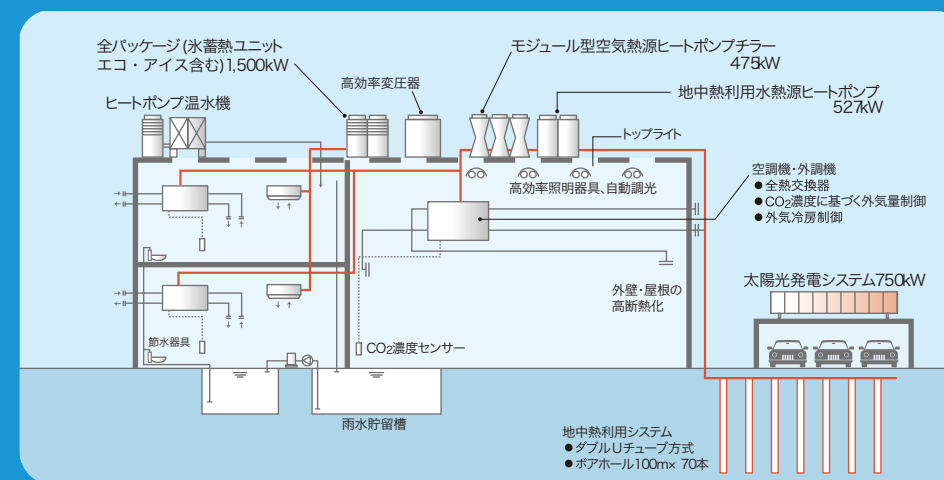 全パッケージ(氷蓄熱ユニット
エコ・アイス含む)1,500kW
高効率変圧器
ヒートポンプ温水機
モジュール型空気熱源ヒートポンプチラー
475kW
地中熱利用水熱源ヒートポンプ
527kW
トップライト
高効率照明器具、自動調光
空調機・外調機
●全熱交換器
●CO2濃度に基づく外気量制御
●外気冷房制御
外壁・屋根の
高断熱化
太陽光発電システム750kW
節水器具
CO2濃度センサー
雨水貯留槽
地中熱利用システム
●ダブルUチューブ方式
●ボアホール100m×70本